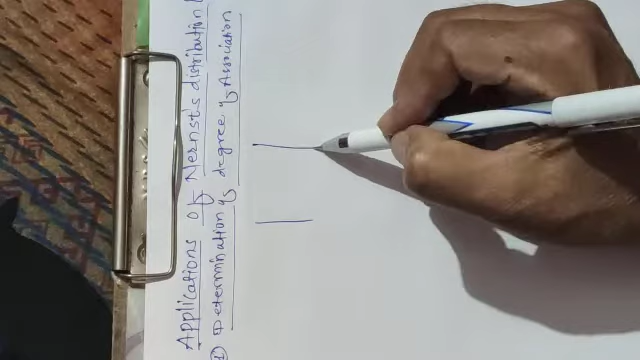 Applications of Nernst's distribution
① Determination of degree of Association